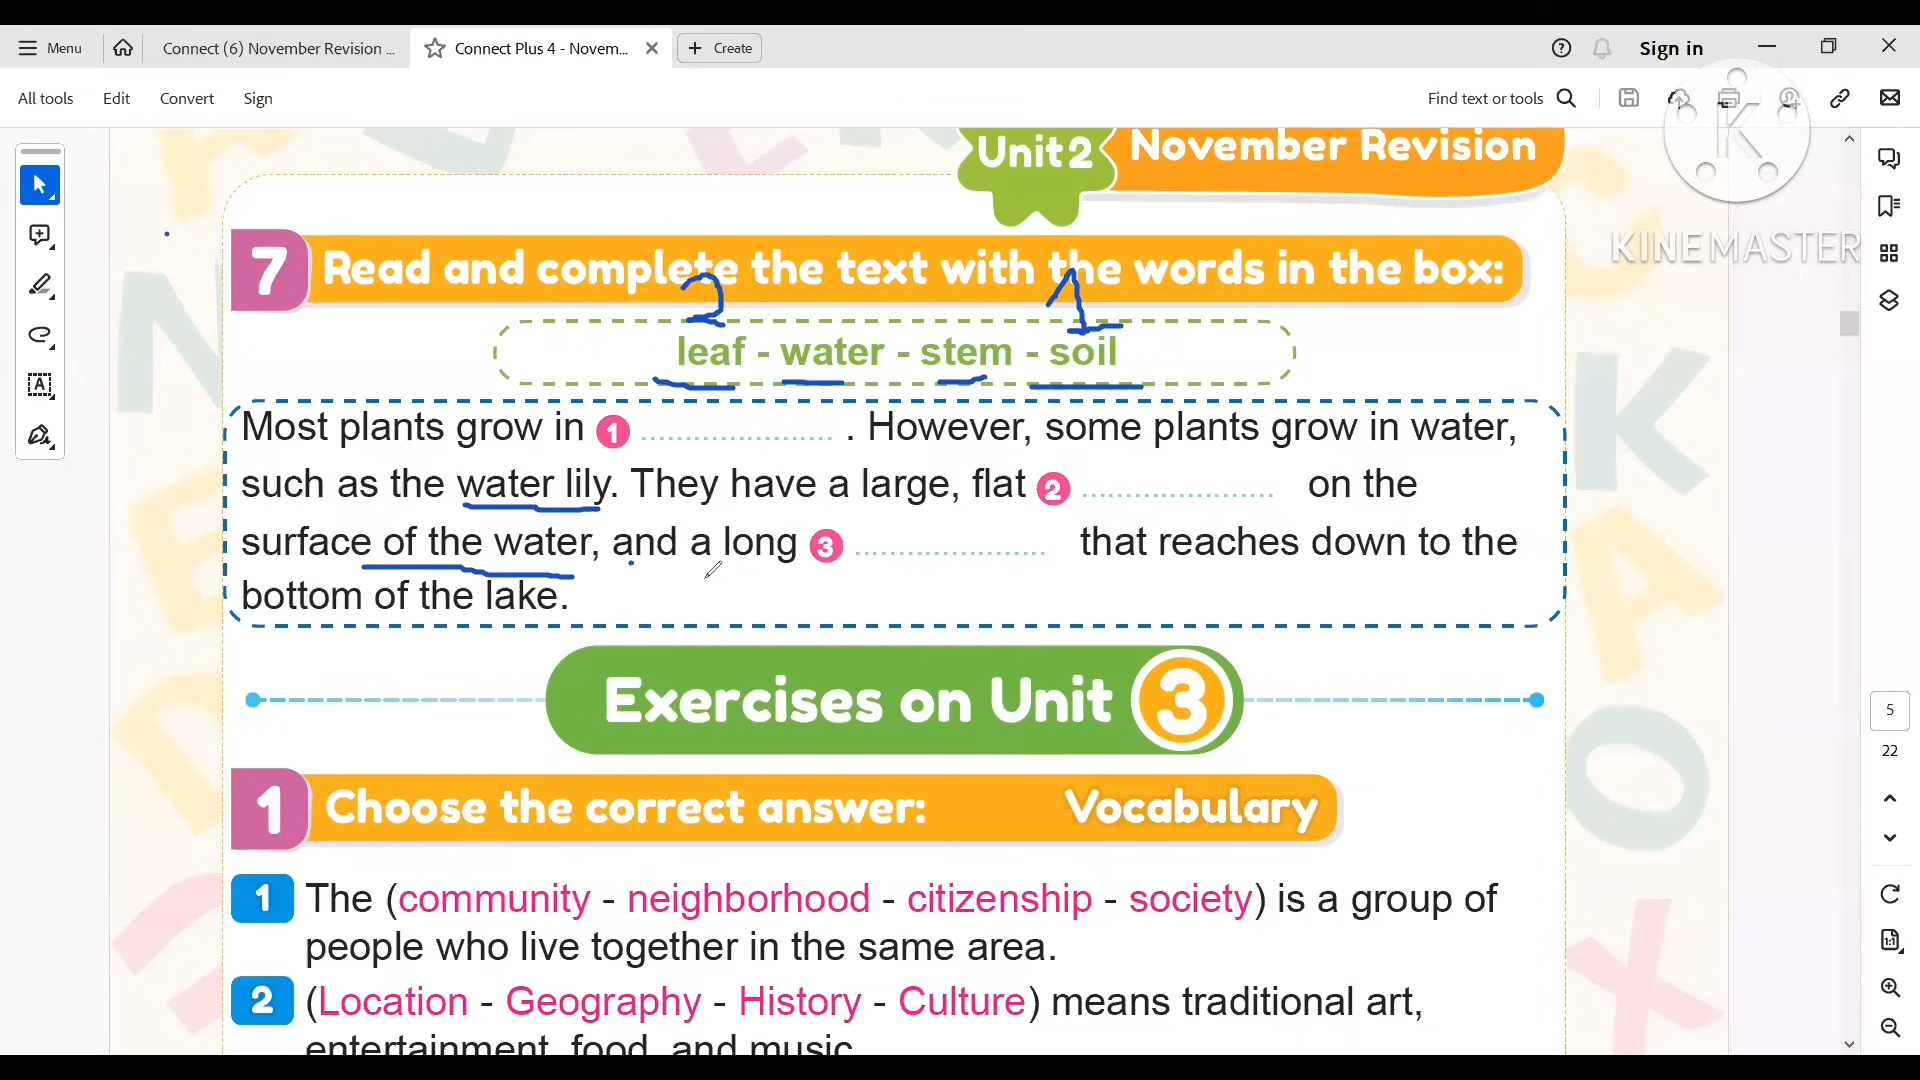 Menu
Connect (6) November Revision ...
Connect Plus 4 - Novem...
Create
Sign in
All tools
Edit
Convert
Sign
Find text or tools
KINEMASTER
Unit 2
November Revision
7 Read and complete the text with the words in the box:
2
1
leaf - water - stem - soil
Most plants grow in 1 ..................... . However, some plants grow in water,
such as the water lily. They have a large, flat 2 ..................... on the
surface of the water, and a long 3 ..................... that reaches down to the
bottom of the lake.
Exercises on Unit 3
1 Choose the correct answer: Vocabulary
1 The (community - neighborhood - citizenship - society) is a group of
people who live together in the same area.
2 (Location - Geography - History - Culture) means traditional art,
entertainment, food, and music.
5
22